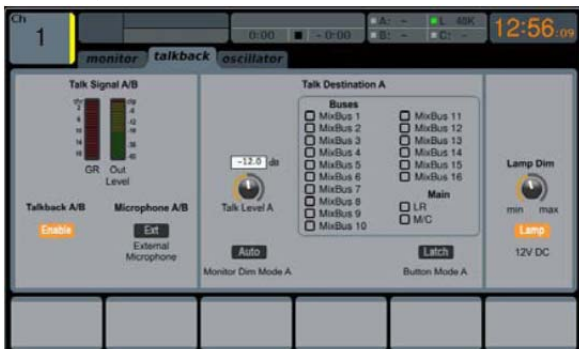 Ch
1
0:00 - 0:00
A: - L 48K
B: - C: -
12:56:09
monitor talkback oscillator
Talk Signal A/B
GR Out
Level
Talkback A/B
Enable
Microphone A/B
Ext
External
Microphone
Talk Destination A
-12.0 dB
Talk Level A
Auto
Monitor Dim Mode A
Buses
MixBus 1
MixBus 2
MixBus 3
MixBus 4
MixBus 5
MixBus 6
MixBus 7
MixBus 8
MixBus 9
MixBus 10
MixBus 11
MixBus 12
MixBus 13
MixBus 14
MixBus 15
MixBus 16
Main
LR
M/C
Latch
Button Mode A
Lamp Dim
min max
Lamp
12V DC